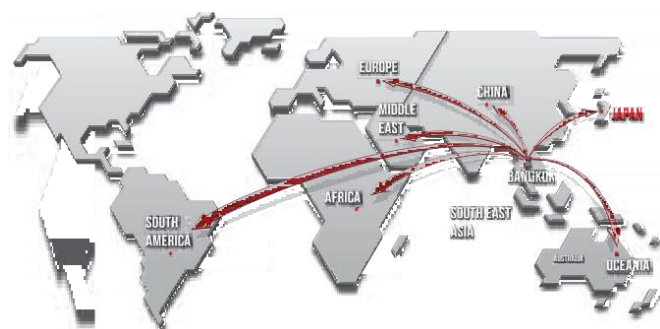 EUROPE
CHINA
MIDDLE
EAST
JAPAN
BANGKOK
AFRICA
SOUTH
AMERICA
SOUTH EAST
ASIA
AUSTRALIA
OCEANIA